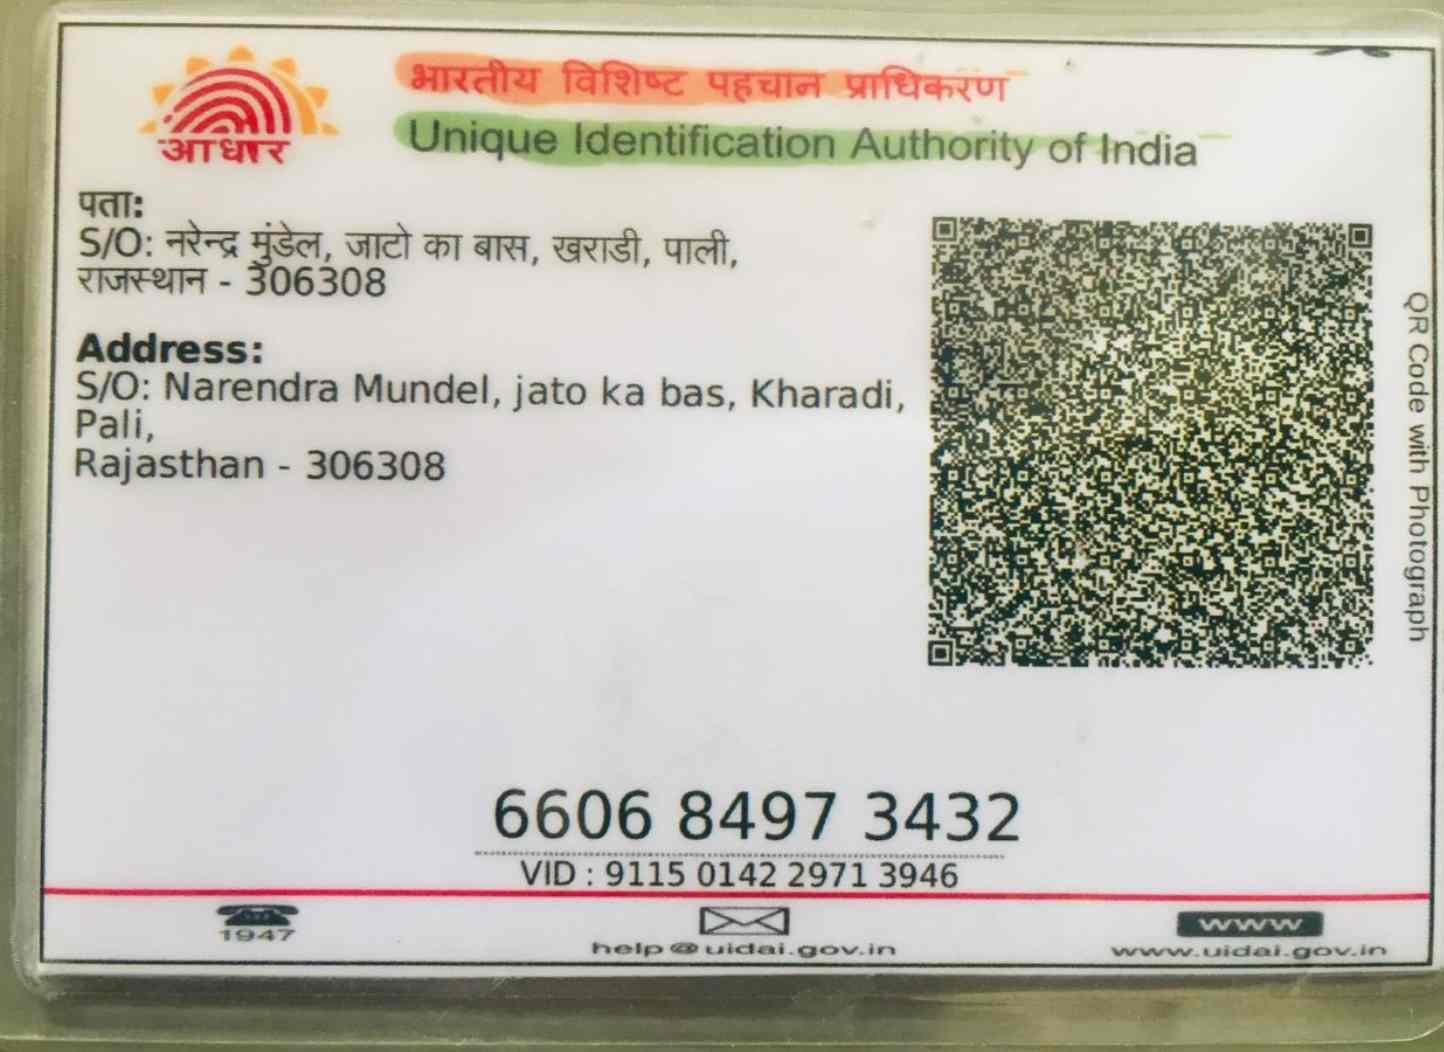 आधार
भारतीय विशिष्ट पहचान प्राधिकरण
Unique Identification Authority of India
पता:
S/O: नरेन्द्र मुंडेल, जाटो का बास, खराडी, पाली,
राजस्थान - 306308
Address:
S/O: Narendra Mundel, jato ka bas, Kharadi,
Pali,
Rajasthan - 306308
QR Code with Photograph
6606 8497 3432
VID : 9115 0142 2971 3946
1947
help@uidai.gov.in
www
www.uidai.gov.in